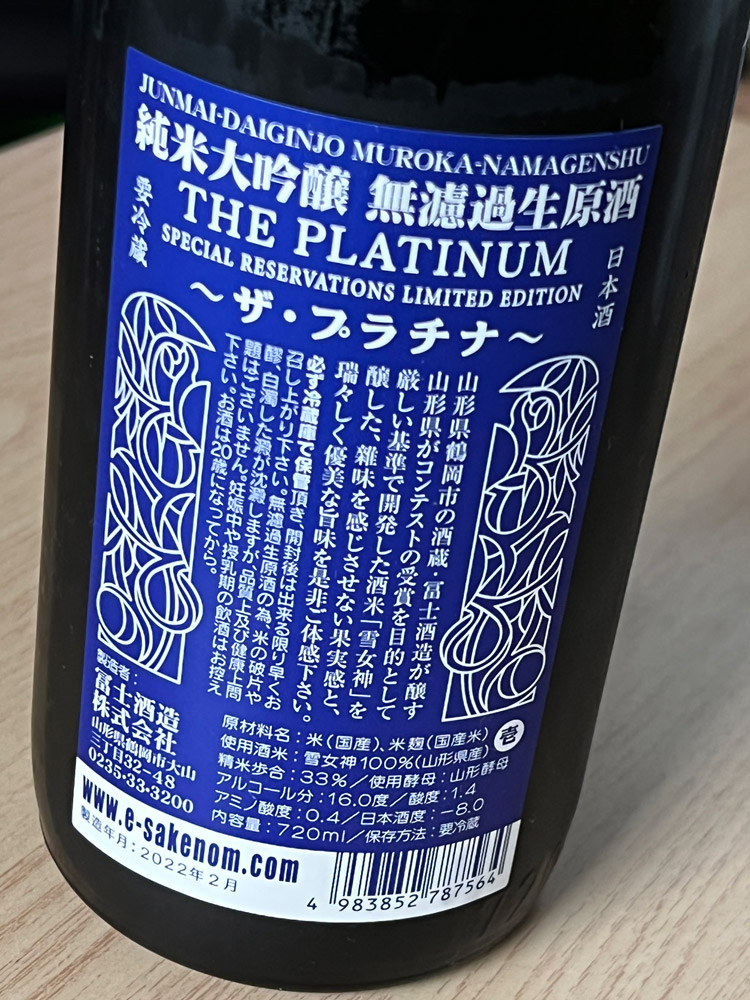 JUNMAI-DAIGINJO MUROKA-NAMAGENSHU
純米大吟醸 無濾過生原酒
要冷蔵
THE PLATINUM
日本酒
SPECIAL RESERVATIONS LIMITED EDITION
～ザ・プラチナ～
山形県鶴岡市の酒蔵・冨士酒造が醸す
山形県がコンテストの受賞を目的として
厳しい基準で開発した酒米「雪女神」を
醸した、雑味を感じさせない果実感と、
瑞々しく優美な旨味を是非ご体感下さい。
必ず冷蔵庫で保管頂き、開封後は出来る限り早くお
召し上がり下さい。無濾過生原酒の為、米の破片や
醪、白濁した澱が沈澱しますが、品質上及び健康上問
題はございません。妊娠中や授乳期の飲酒はお控え
下さい。お酒は20歳になってから。
製造者：
冨士酒造
株式会社
山形県鶴岡市大山
三丁目32-48
0235-33-3200
原材料名：米(国産)、米麹(国産米)
壱
使用酒米：雪女神100%(山形県産)
精米歩合：33%／使用酵母：山形酵母
アルコール分：16.0度／酸度：1.4
アミノ酸度：0.4／日本酒度：－8.0
内容量：720ml／保存方法：要冷蔵
www.e-sakenom.com
製造年月：2022年2月
4 983852 787564